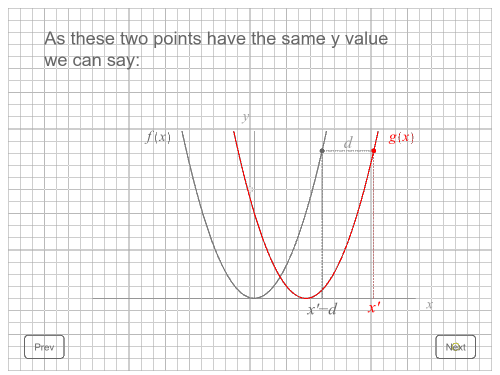 As these two points have the same y value
we can say:
y
f(x)
d
g(x)
x'−d
x'
x
Prev
Next